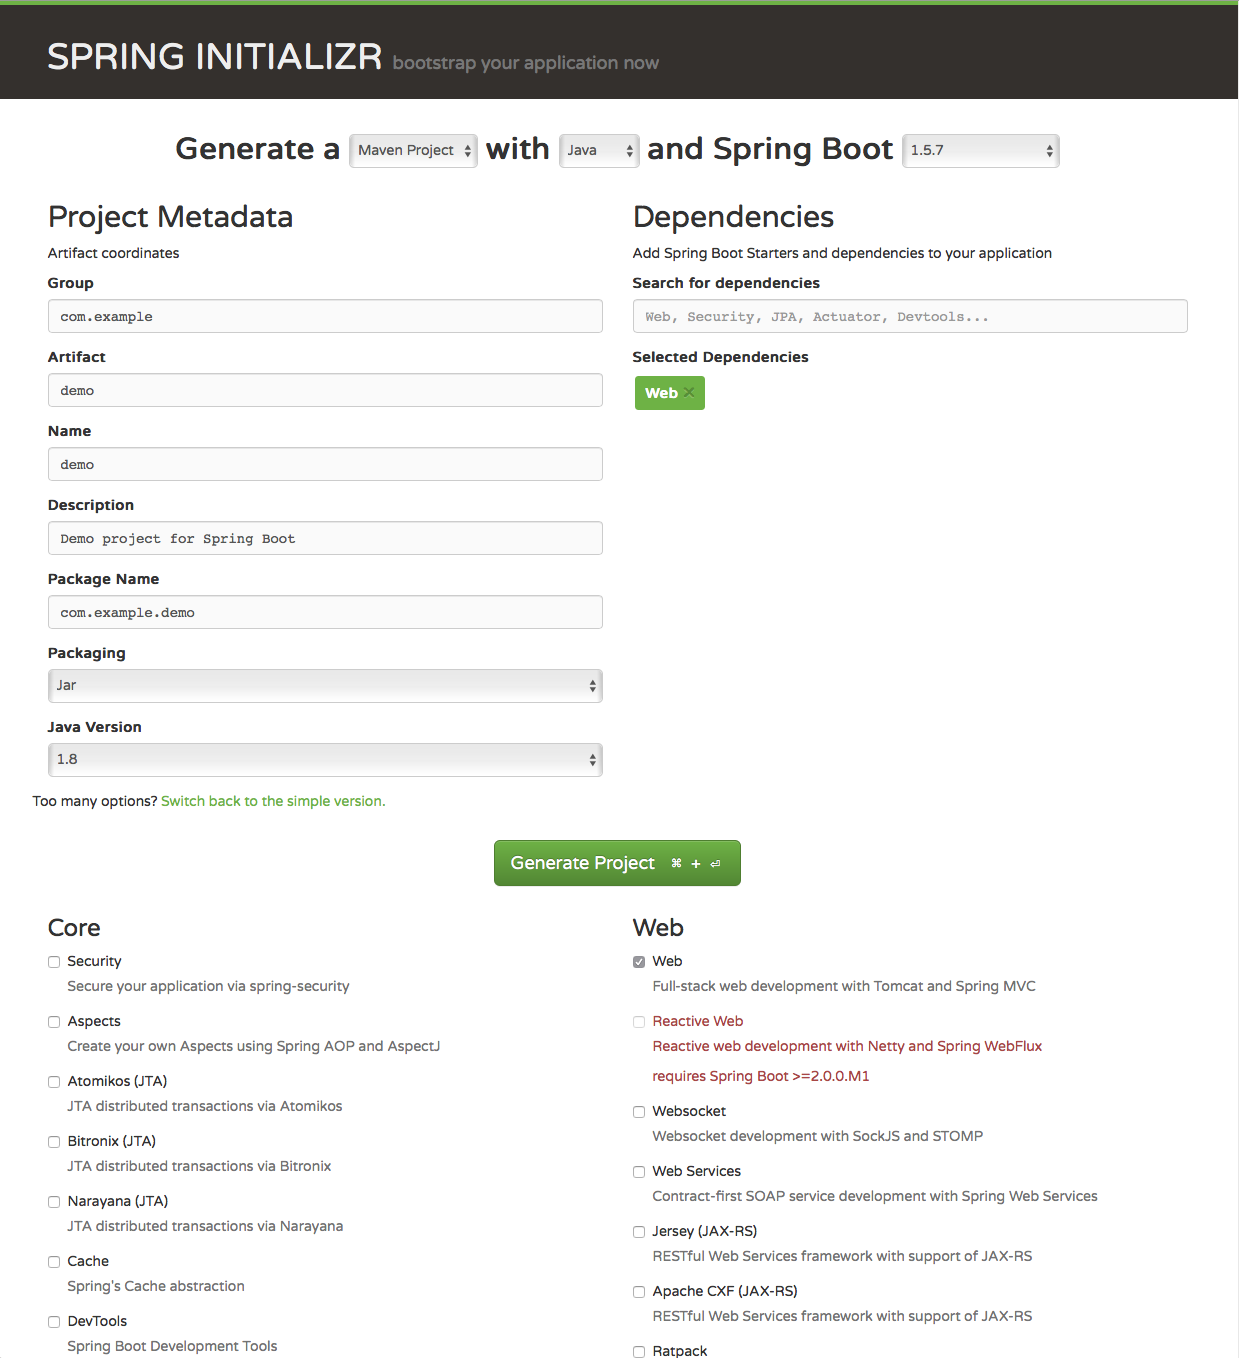 SPRING INITIALIZR bootstrap your application now
Generate a Maven Project with Java and Spring Boot 1.5.7
Project Metadata
Artifact coordinates
Group
com.example
Artifact
demo
Name
demo
Description
Demo project for Spring Boot
Package Name
com.example.demo
Packaging
Jar
Java Version
1.8
Too many options? Switch back to the simple version.
Dependencies
Add Spring Boot Starters and dependencies to your application
Search for dependencies
Web, Security, JPA, Actuator, Devtools...
Selected Dependencies
Web ×
Generate Project ⌘ + ⏎
Core
Security
Secure your application via spring-security
Aspects
Create your own Aspects using Spring AOP and AspectJ
Atomikos (JTA)
JTA distributed transactions via Atomikos
Bitronix (JTA)
JTA distributed transactions via Bitronix
Narayana (JTA)
JTA distributed transactions via Narayana
Cache
Spring's Cache abstraction
DevTools
Spring Boot Development Tools
Web
Web
Full-stack web development with Tomcat and Spring MVC
Reactive Web
Reactive web development with Netty and Spring WebFlux
requires Spring Boot >=2.0.0.M1
Websocket
Websocket development with SockJS and STOMP
Web Services
Contract-first SOAP service development with Spring Web Services
Jersey (JAX-RS)
RESTful Web Services framework with support of JAX-RS
Apache CXF (JAX-RS)
RESTful Web Services framework with support of JAX-RS
Ratpack